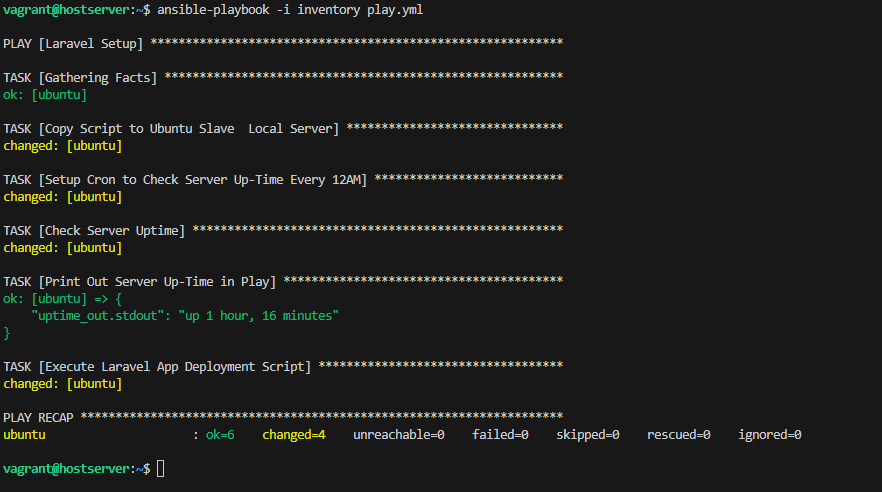 vagrant@hostserver:~$ ansible-playbook -i inventory play.yml
PLAY [Laravel Setup] ***********************************************************
TASK [Gathering Facts] *********************************************************
ok: [ubuntu]
TASK [Copy Script to Ubuntu Slave  Local Server] *******************************
changed: [ubuntu]
TASK [Setup Cron to Check Server Up-Time Every 12AM] ***************************
changed: [ubuntu]
TASK [Check Server Uptime] *****************************************************
changed: [ubuntu]
TASK [Print Out Server Up-Time in Play] ****************************************
ok: [ubuntu] => {
    "uptime_out.stdout": "up 1 hour, 16 minutes"
}
TASK [Execute Laravel App Deployment Script] ***********************************
changed: [ubuntu]
PLAY RECAP *********************************************************************
ubuntu                     : ok=6    changed=4    unreachable=0    failed=0    skipped=0    rescued=0    ignored=0
vagrant@hostserver:~$